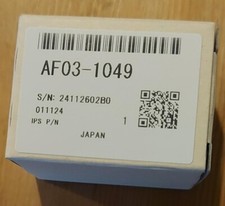 AF03-1049
S/N: 24112602B0
011124
IPS P/N
1
JAPAN